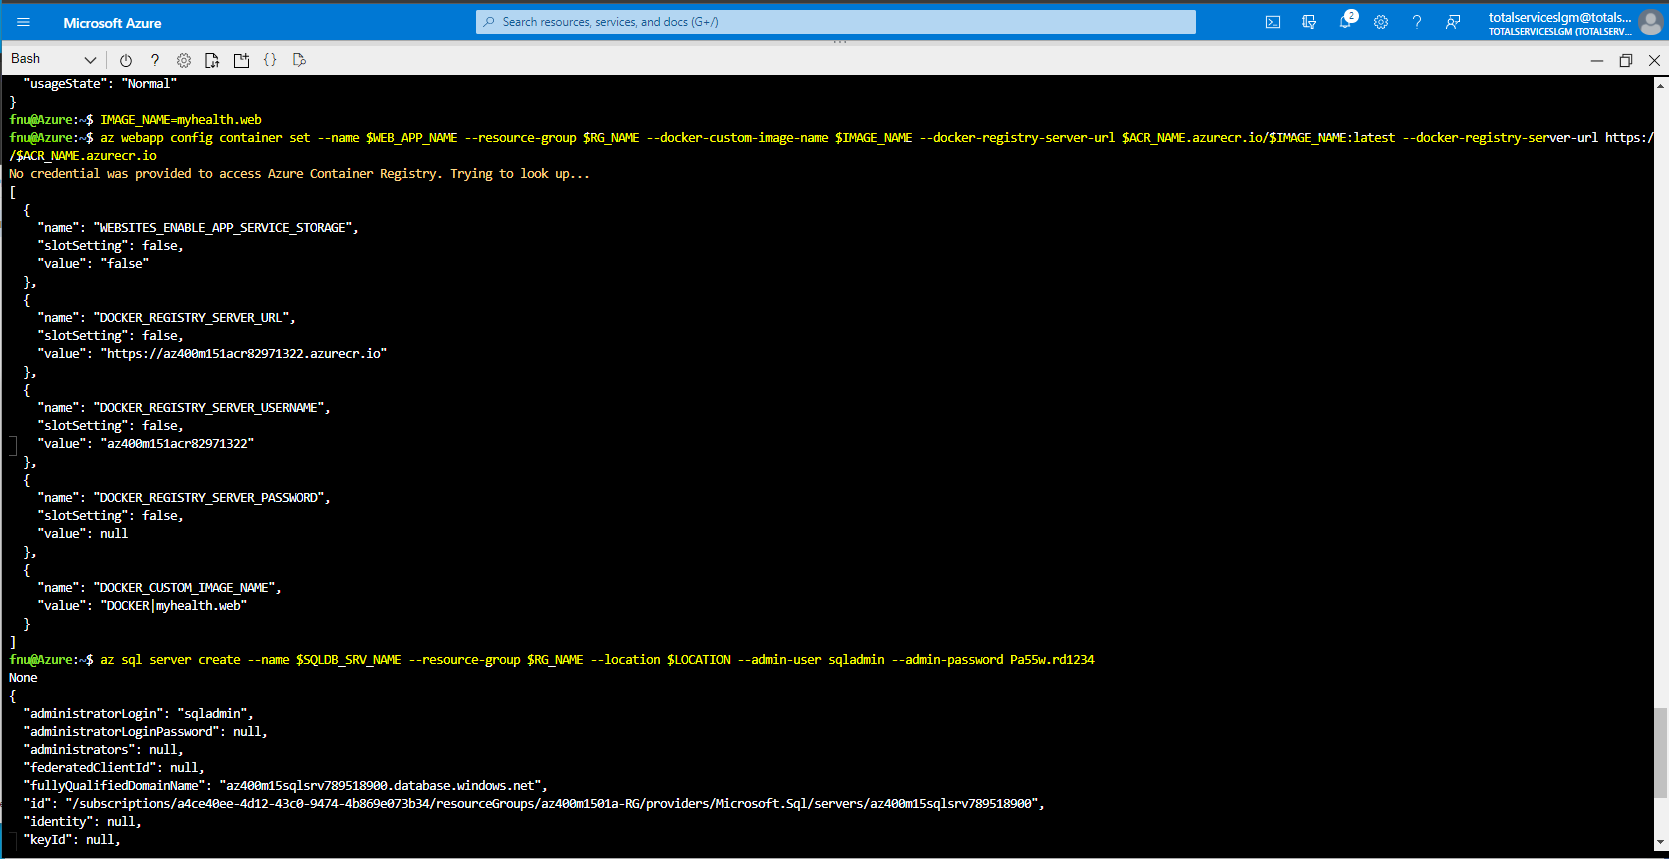 Microsoft Azure
Search resources, services, and docs (G+/)
2
totalserviceslgm@totals...
TOTALSERVICESLGM (TOTALSERV...
Bash
"usageState": "Normal"
}
fnu@Azure:~$ IMAGE_NAME=myhealth.web
fnu@Azure:~$ az webapp config container set --name $WEB_APP_NAME --resource-group $RG_NAME --docker-custom-image-name $IMAGE_NAME --docker-registry-server-url $ACR_NAME.azurecr.io/$IMAGE_NAME:latest --docker-registry-server-url https:/
/$ACR_NAME.azurecr.io
No credential was provided to access Azure Container Registry. Trying to look up...
[
{
"name": "WEBSITES_ENABLE_APP_SERVICE_STORAGE",
"slotSetting": false,
"value": "false"
},
{
"name": "DOCKER_REGISTRY_SERVER_URL",
"slotSetting": false,
"value": "https://az400m151acr82971322.azurecr.io"
},
{
"name": "DOCKER_REGISTRY_SERVER_USERNAME",
"slotSetting": false,
"value": "az400m151acr82971322"
},
{
"name": "DOCKER_REGISTRY_SERVER_PASSWORD",
"slotSetting": false,
"value": null
},
{
"name": "DOCKER_CUSTOM_IMAGE_NAME",
"value": "DOCKER|myhealth.web"
}
]
fnu@Azure:~$ az sql server create --name $SQLDB_SRV_NAME --resource-group $RG_NAME --location $LOCATION --admin-user sqladmin --admin-password Pa55w.rd1234
None
{
"administratorLogin": "sqladmin",
"administratorLoginPassword": null,
"administrators": null,
"federatedClientId": null,
"fullyQualifiedDomainName": "az400m15sqlsrv789518900.database.windows.net",
"id": "/subscriptions/a4ce40ee-4d12-43c0-9474-4b869e073b34/resourceGroups/az400m1501a-RG/providers/Microsoft.Sql/servers/az400m15sqlsrv789518900",
"identity": null,
"keyId": null,